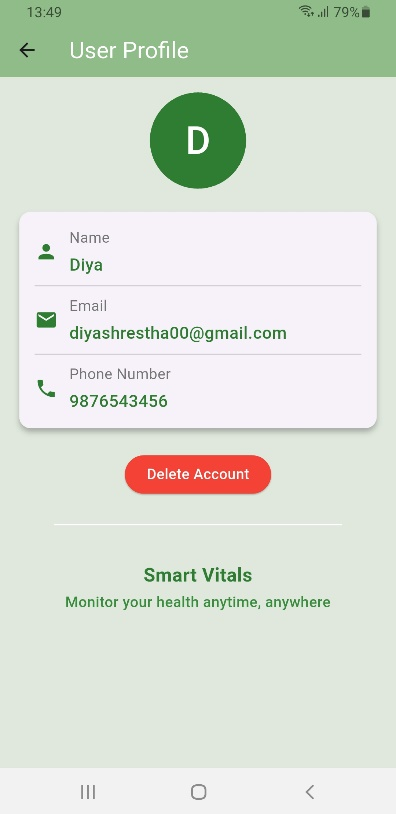 13:49
79%
User Profile
D
Name
Diya
Email
diyashrestha00@gmail.com
Phone Number
9876543456
Delete Account
Smart Vitals
Monitor your health anytime, anywhere